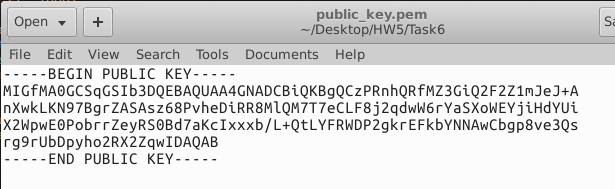 Open
+
public_key.pem
~/Desktop/HW5/Task6
File Edit View Search Tools Documents Help
-----BEGIN PUBLIC KEY-----
MIGfMA0GCSqGSIb3DQEBAQUAA4GNADCBiQKBgQCzPRnhQRfMZ3GiQ2F2Z1mJeJ+A
nXwkLKN97BgrZASAsz68PvheDiRR8MlQM7T7eCLF8j2qdwW6rYaSXoWEYjiHdYUi
X2WpwE0PobrrZeyRS0Bd7aKcIxxxb/L+QtLYFRWDP2gkrEFkbYNNAwCbgp8ve3Qs
rg9rUbDpyho2RX2ZqwIDAQAB
-----END PUBLIC KEY-----